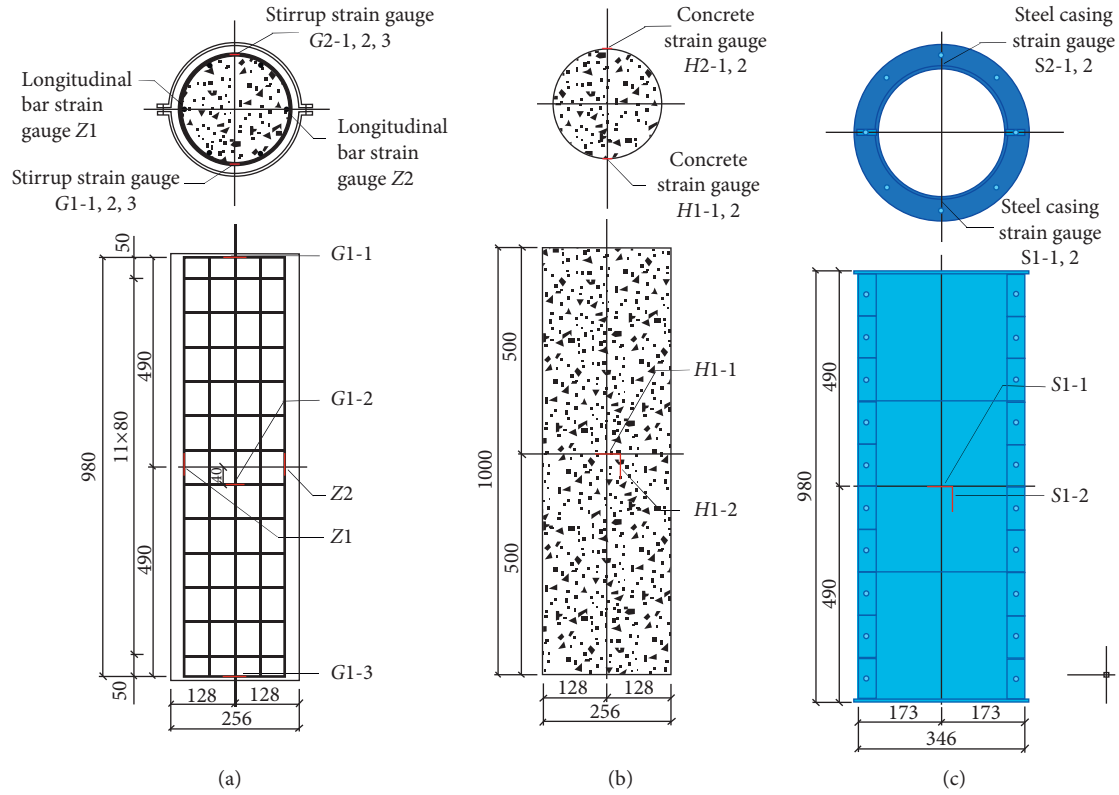 Stirrup strain gauge
G2-1, 2, 3
Longitudinal
bar strain
gauge Z1
Longitudinal
bar strain
gauge Z2
Stirrup strain gauge
G1-1, 2, 3
50
G1-1
490
11×80
980
G1-2
40
Z2
Z1
490
G1-3
50
128
128
256
(a)
Concrete
strain gauge
H2-1, 2
Concrete
strain gauge
H1-1, 2
500
H1-1
1000
H1-2
500
128
128
256
(b)
Steel casing
strain gauge
S2-1, 2
Steel casing
strain gauge
S1-1, 2
490
S1-1
980
S1-2
490
173
173
346
(c)